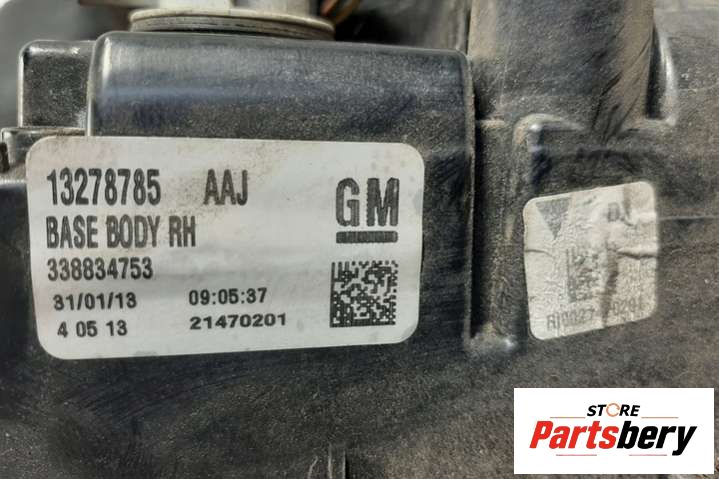 13278785 AAJ
GM
BASE BODY RH
338834753
31/01/13 09:05:37
4 05 13 21470201
STORE
Partsbery